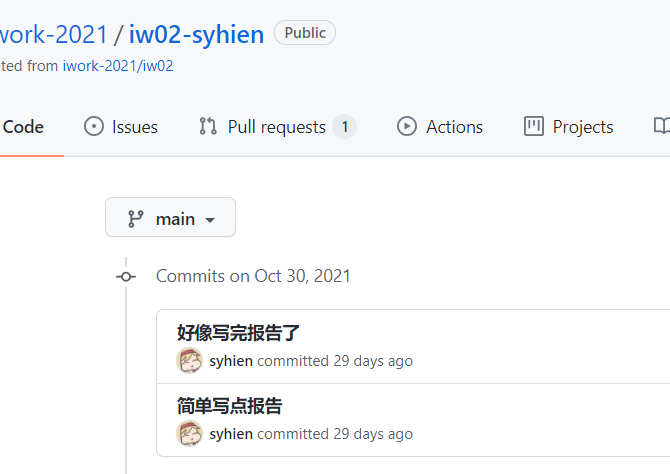 work-2021 / iw02-syhien Public
ted from iwork-2021/iw02
Code Issues Pull requests 1 Actions Projects
main
Commits on Oct 30, 2021
好像写完报告了
syhien committed 29 days ago
简单写点报告
syhien committed 29 days ago